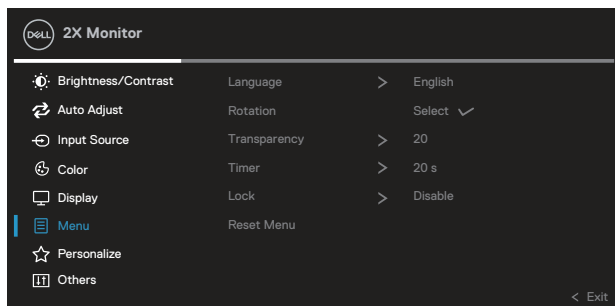 DELL 2X Monitor
Brightness/Contrast Language > English
Auto Adjust Rotation Select ✓
Input Source Transparency > 20
Color Timer > 20 s
Display Lock > Disable
Menu Reset Menu
Personalize
Others
< Exit